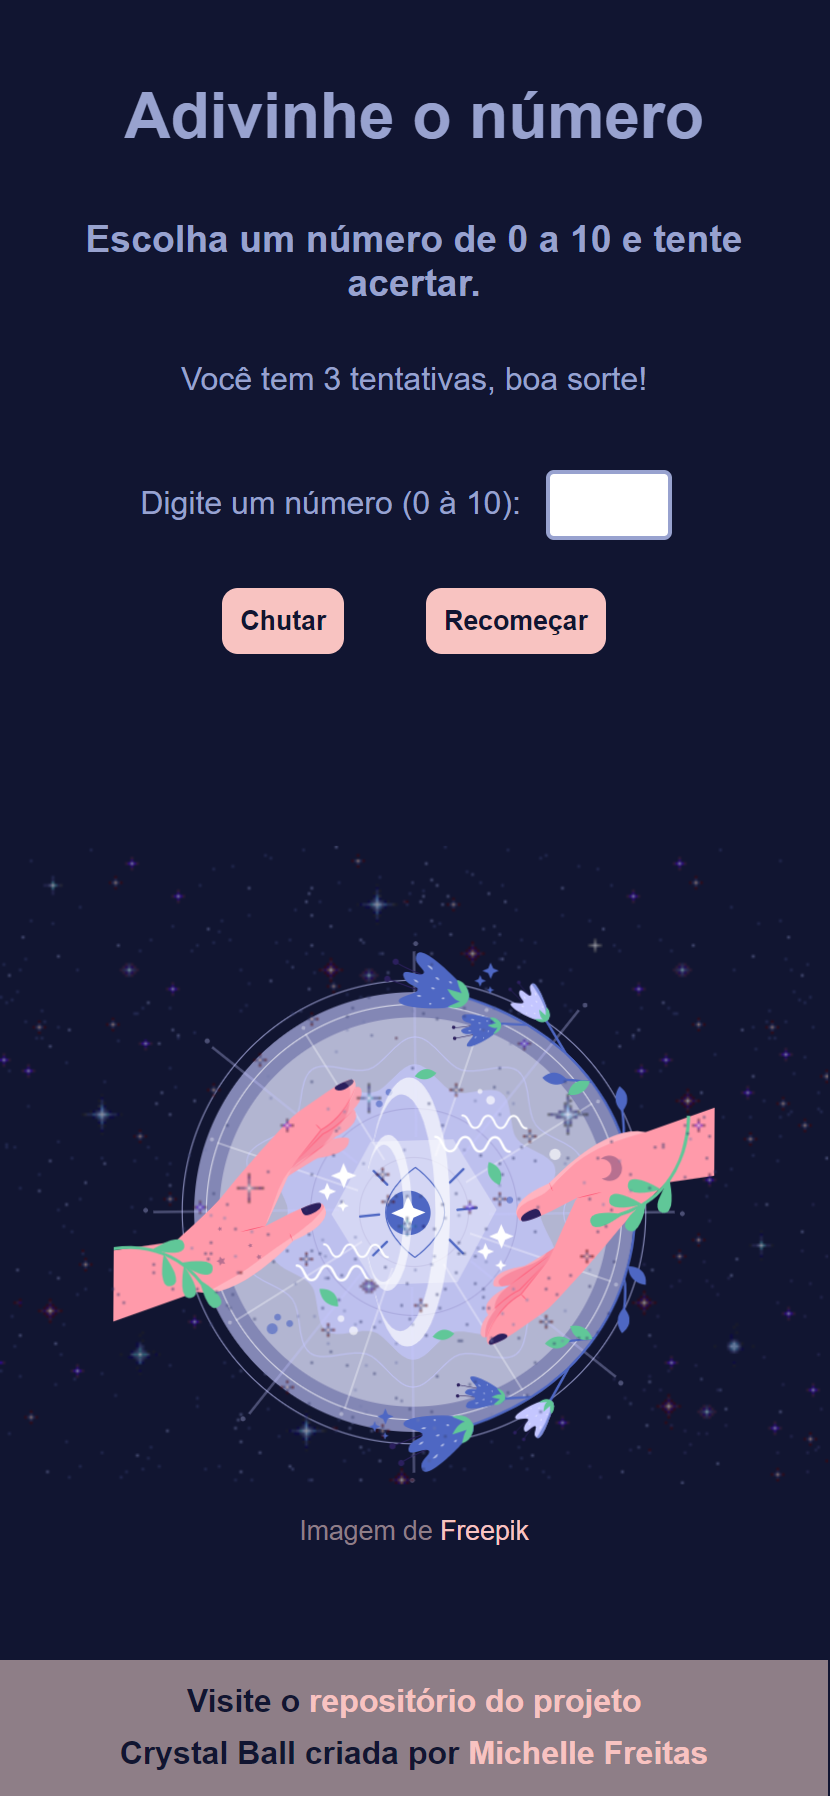 Adivinhe o número
Escolha um número de 0 a 10 e tente
acertar.
Você tem 3 tentativas, boa sorte!
Digite um número (0 à 10):
Chutar Recomeçar
Imagem de Freepik
Visite o repositório do projeto
Crystal Ball criada por Michelle Freitas